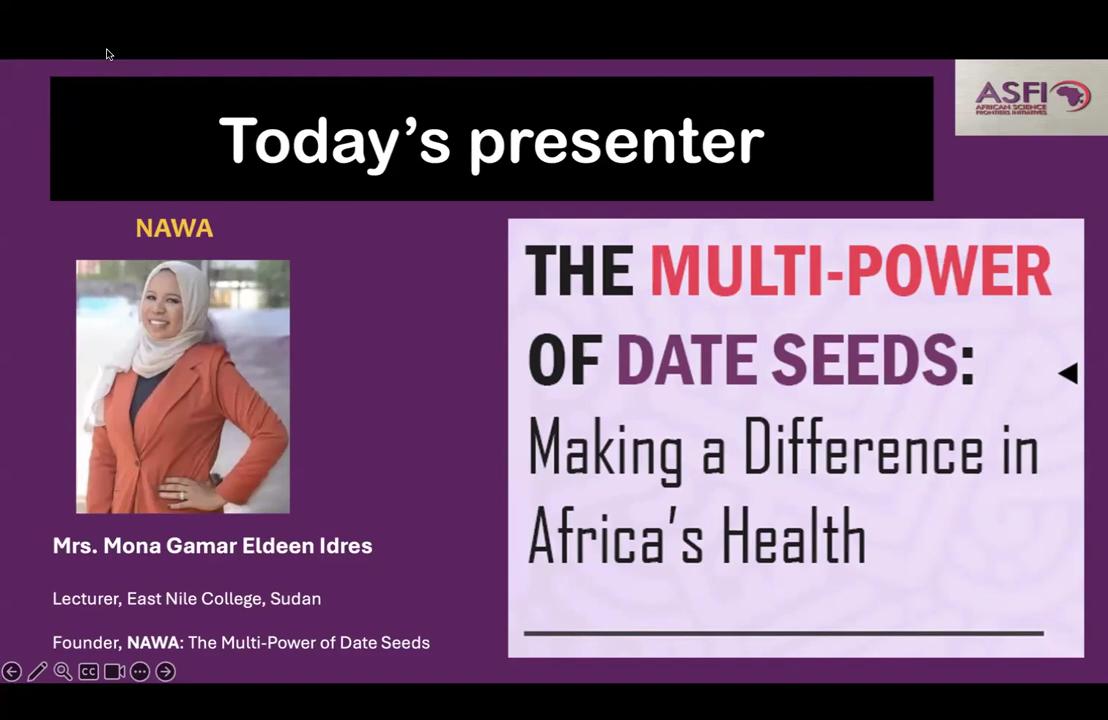 Today's presenter
ASFI
AFRICAN SCIENCE
FRONTIERS INITIATIVES
NAWA
THE MULTI-POWER
OF DATE SEEDS:
Making a Difference in
Africa's Health
Mrs. Mona Gamar Eldeen Idres
Lecturer, East Nile College, Sudan
Founder, NAWA: The Multi-Power of Date Seeds
CC